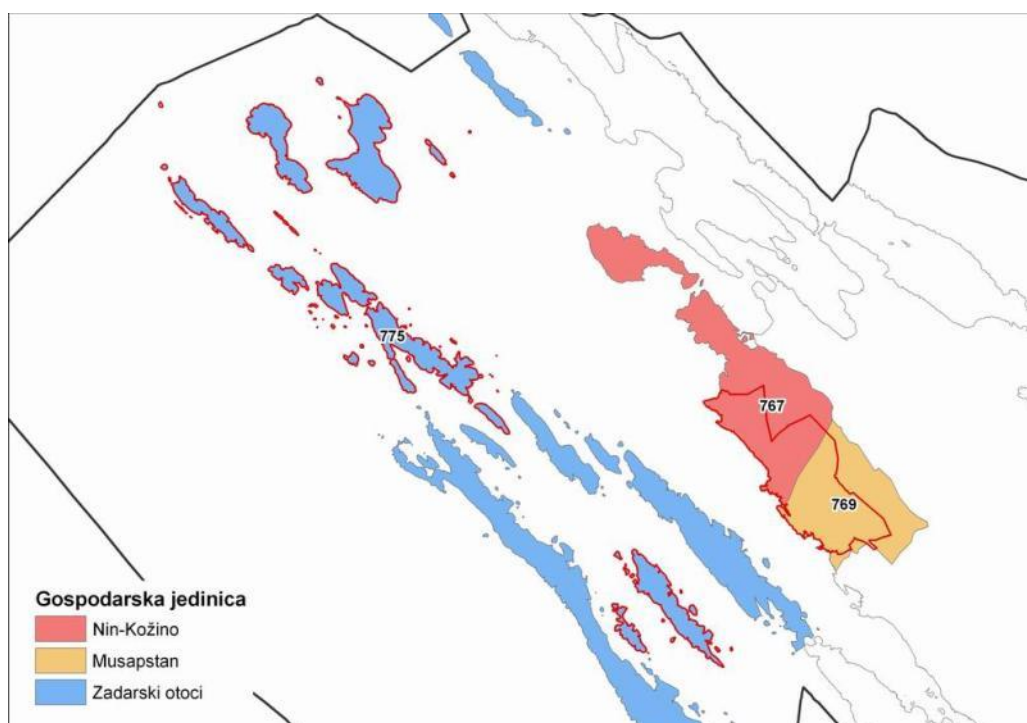 775
767
769
Gospodarska jedinica
Nin-Kožino
Musapstan
Zadarski otoci